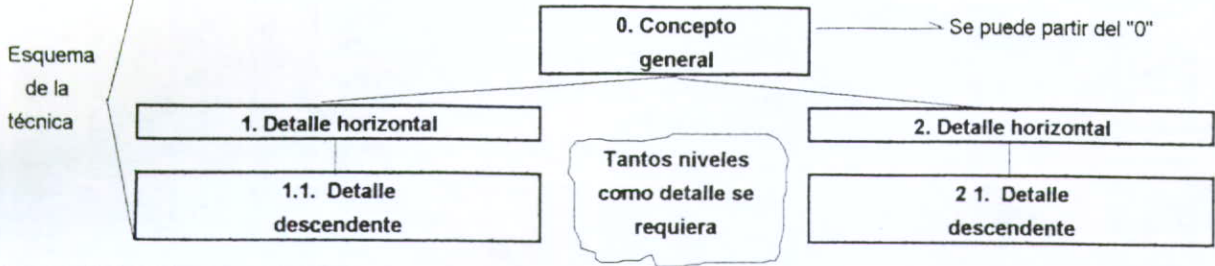 Esquema
de la
técnica
0. Concepto
general
Se puede partir del "0"
1. Detalle horizontal
2. Detalle horizontal
1.1. Detalle
descendente
Tantos niveles
como detalle se
requiera
2 1. Detalle
descendente